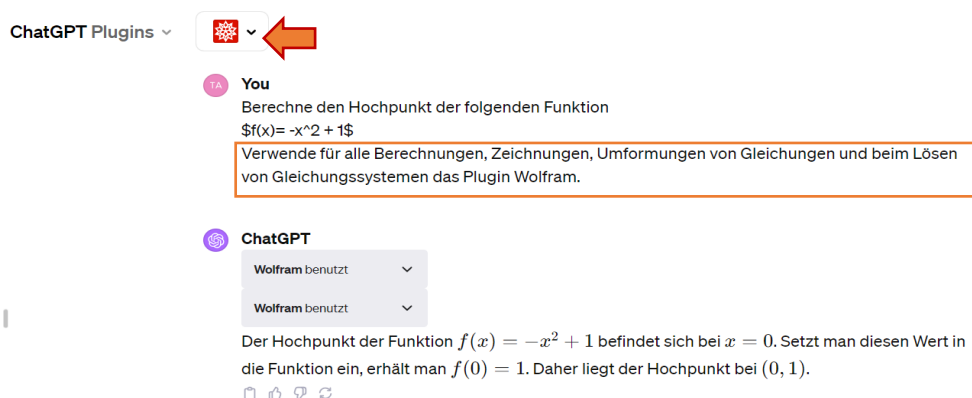 ChatGPT Plugins
TA
You
Berechne den Hochpunkt der folgenden Funktion
$f(x)= -x^2 + 1$
Verwende für alle Berechnungen, Zeichnungen, Umformungen von Gleichungen und beim Lösen
von Gleichungssystemen das Plugin Wolfram.
ChatGPT
Wolfram benutzt
Wolfram benutzt
Der Hochpunkt der Funktion f(x) = −x² + 1 befindet sich bei x = 0. Setzt man diesen Wert in
die Funktion ein, erhält man f(0) = 1. Daher liegt der Hochpunkt bei (0, 1).